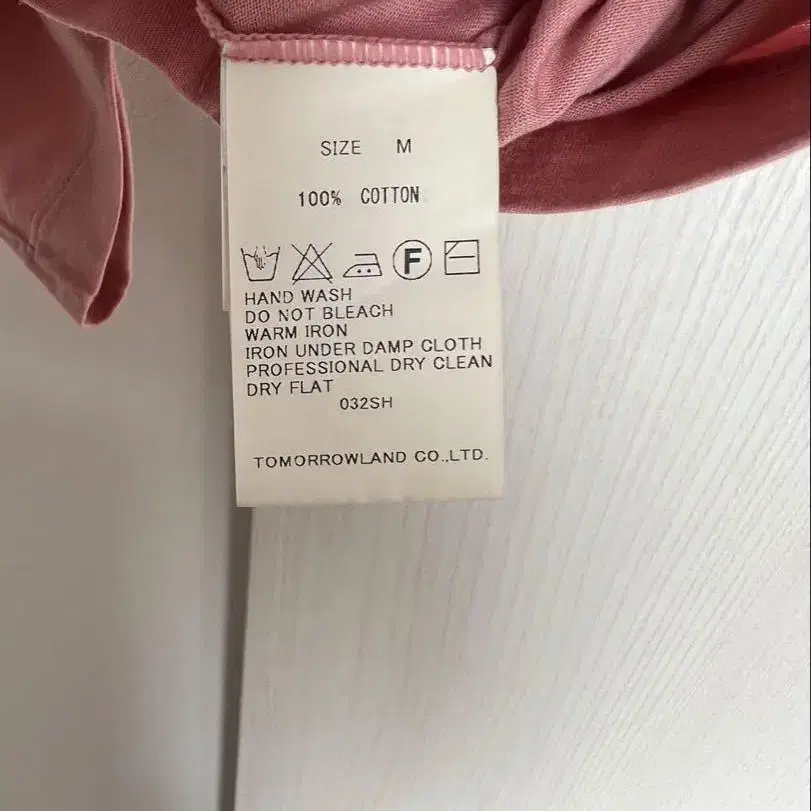 SIZE M
100% COTTON
F
HAND WASH
DO NOT BLEACH
WARM IRON
IRON UNDER DAMP CLOTH
PROFESSIONAL DRY CLEAN
DRY FLAT
032SH
TOMORROWLAND CO.,LTD.